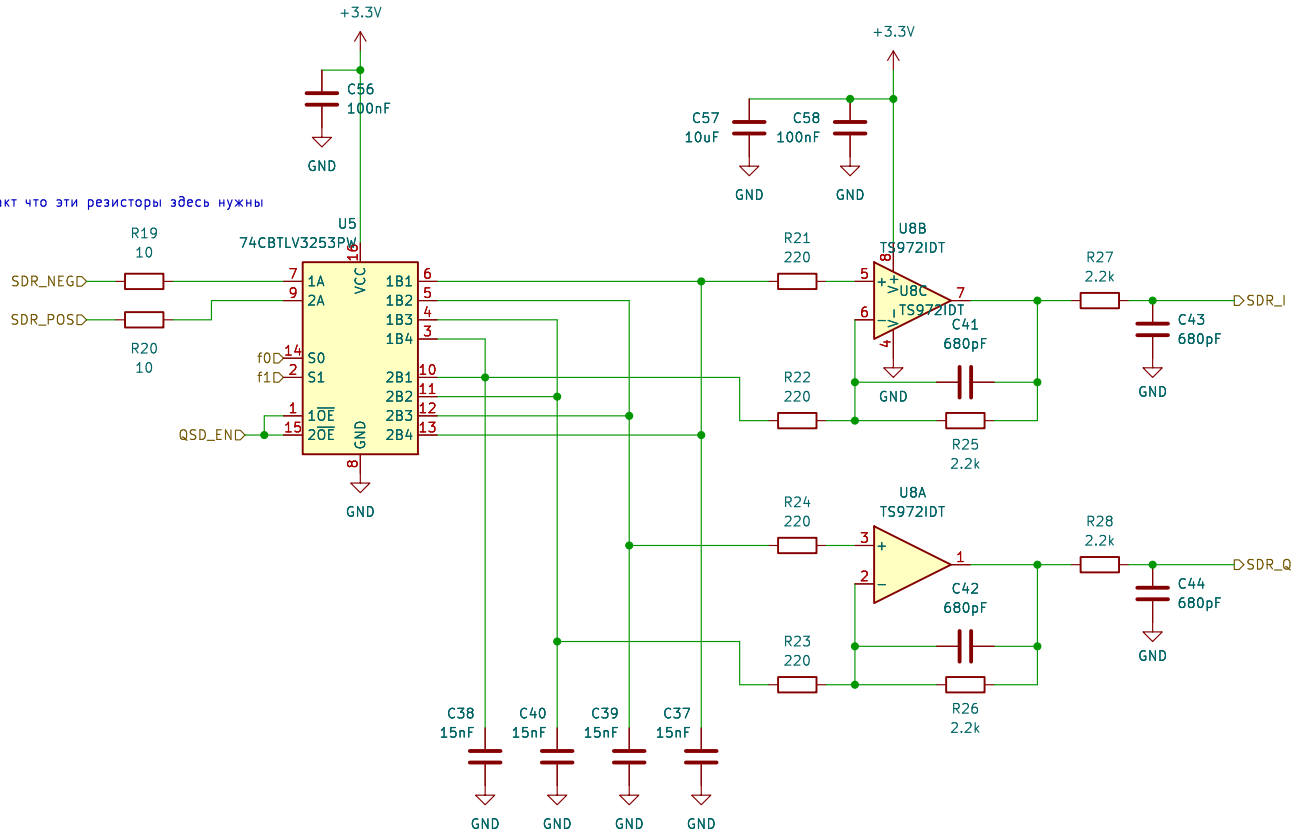 +3.3V
+3.3V
C56
100nF
GND
C57
10uF
C58
100nF
GND
GND
что эти резисторы здесь нужны
R19
10
U5
74CBTLV3253PW
SDR_NEG
SDR_POS
R20
10
f0
f1
QSD_EN
16
VCC
7 1A
9 2A
14 S0
2 S1
1 1OE
15 2OE
GND
8
GND
1B1 6
1B2 5
1B3 4
1B4 3
2B1 10
2B2 11
2B3 12
2B4 13
R21
220
R22
220
U8B
TS972IDT
8
V+
5 +
6 −
7
U8C
TS972IDT
V−
4
GND
C41
680pF
R25
2.2k
R27
2.2k
SDR_I
C43
680pF
GND
R24
220
R23
220
U8A
TS972IDT
3 +
2 −
1
C42
680pF
R26
2.2k
R28
2.2k
SDR_Q
C44
680pF
GND
C38
15nF
C40
15nF
C39
15nF
C37
15nF
GND
GND
GND
GND